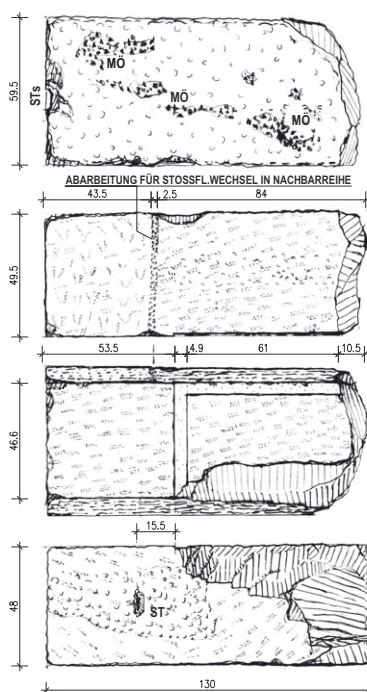 59.5
STs
MÖ
MÖ
MÖ
ABARBEITUNG FÜR STOSSFL.WECHSEL IN NACHBARREIHE
43.5 2.5 84
49.5
53.5 4.9 61 10.5
46.6
15.5
48
ST
130